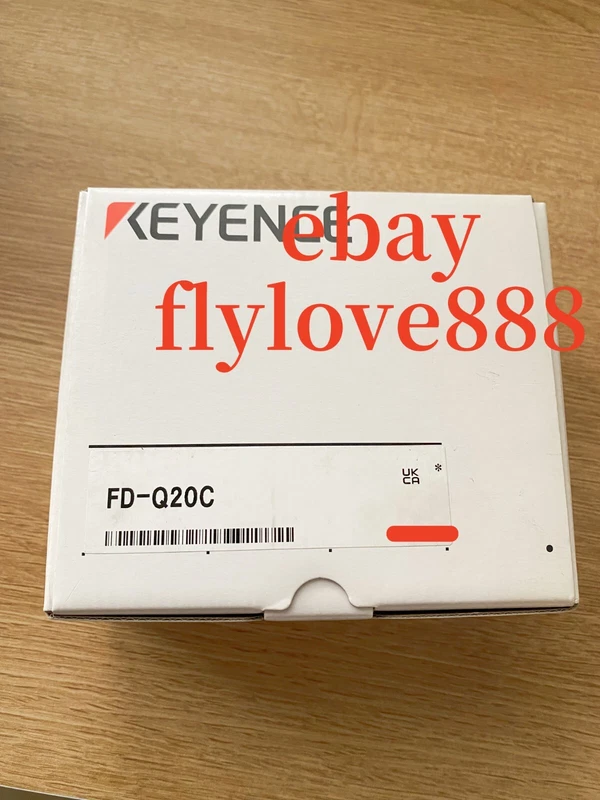 KEYENCE
ebay
flylove888
UK
CA
*
FD-Q20C